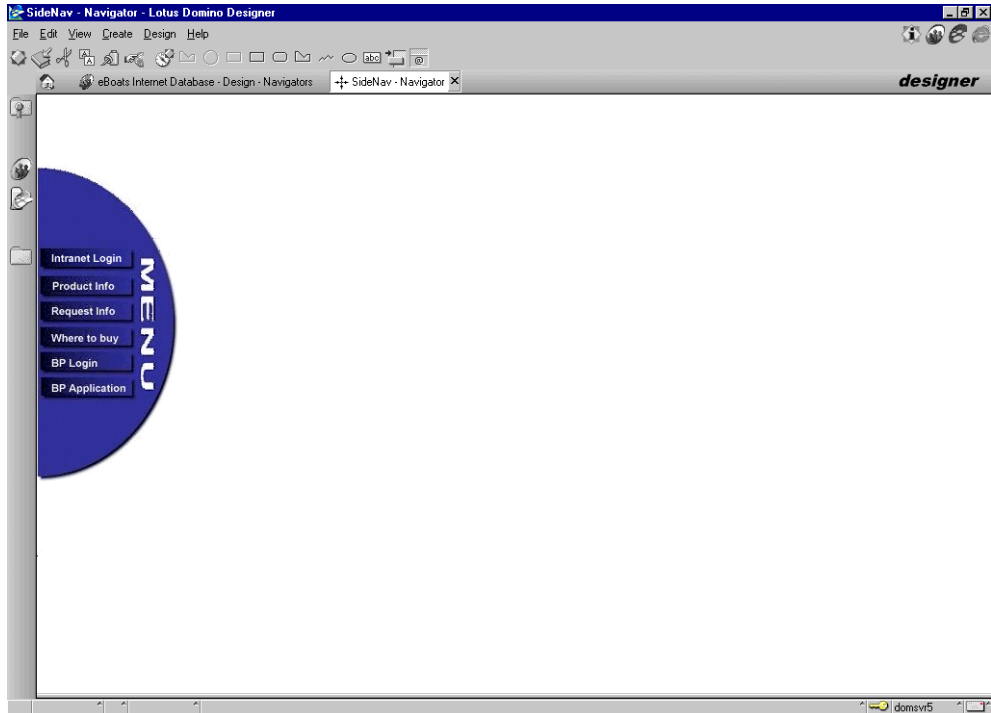 SideNav - Navigator - Lotus Domino Designer
File Edit View Create Design Help
abc @
eBoats Internet Database - Design - Navigators SideNav - Navigator designer
Intranet Login
Product Info
Request Info
Where to buy
BP Login
BP Application
MENU
domsvr5